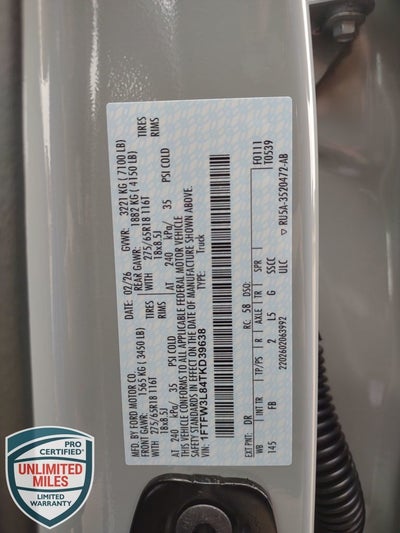 MFD. BY FORD MOTOR CO.
DATE: 02/26 GVWR: 3221 KG ( 7100 LB)
FRONT GAWR: 1565 KG ( 3450 LB) REAR GAWR: 1882 KG ( 4150 LB)
WITH 275/65R18 116T TIRES WITH 275/65R18 116T TIRES
18x8.5J RIMS 18x8.5J RIMS
AT 240 kPa/ 35 PSI COLD AT 240 kPa/ 35 PSI COLD
THIS VEHICLE CONFORMS TO ALL APPLICABLE FEDERAL MOTOR VEHICLE
SAFETY STANDARDS IN EFFECT ON THE DATE OF MANUFACTURE SHOWN ABOVE.
VIN: 1FTFW3L84TKD39638 TYPE: Truck
F0111
T0539
EXT PNT: DR RC: 58 DSO:
WB INT TR TP/PS R AXLE TR SPR
145 FB 2 L5 G SSCC
ULC
2202602063992
RU5A-3520472-AB
PRO
CERTIFIED
UNLIMITED
MILES
LIMITED
WARRANTY